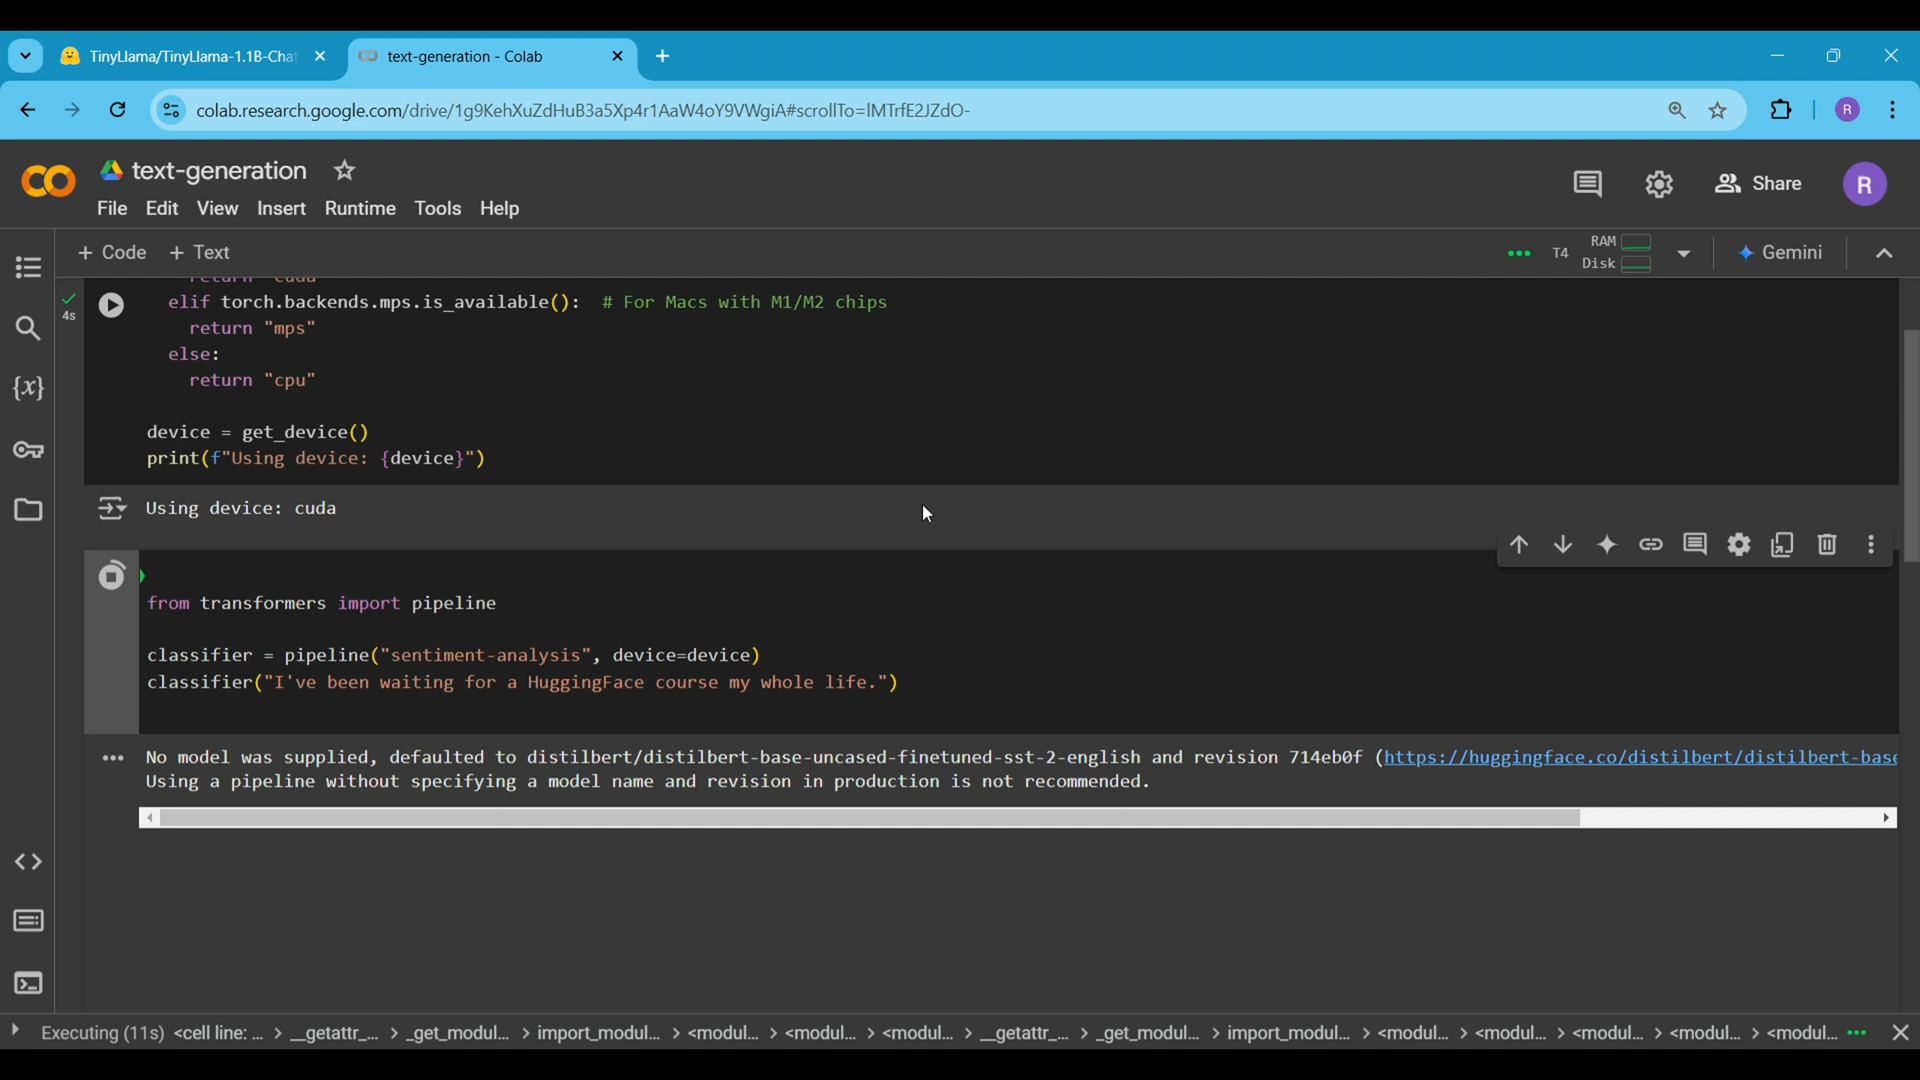 TinyLlama/TinyLlama-1.1B-Cha
text-generation - Colab
colab.research.google.com/drive/1g9KehXuZdHuB3a5Xp4r1AaW4oY9VWgiA#scrollTo=lMTrfE2JZdO-
R
text-generation
File Edit View Insert Runtime Tools Help
Share
R
+ Code + Text
T4
RAM
Disk
Gemini
return "cuda"
4s
elif torch.backends.mps.is_available(): # For Macs with M1/M2 chips
return "mps"
else:
return "cpu"
device = get_device()
print(f"Using device: {device}")
Using device: cuda
from transformers import pipeline
classifier = pipeline("sentiment-analysis", device=device)
classifier("I've been waiting for a HuggingFace course my whole life.")
No model was supplied, defaulted to distilbert/distilbert-base-uncased-finetuned-sst-2-english and revision 714eb0f (https://huggingface.co/distilbert/distilbert-base
Using a pipeline without specifying a model name and revision in production is not recommended.
Executing (11s) <cell line: ... > __getattr_... > _get_modul... > import_modul... > <modul... > <modul... > <modul... > __getattr_... > _get_modul... > import_modul... > <modul... > <modul... > <modul... > <modul... > <modul...